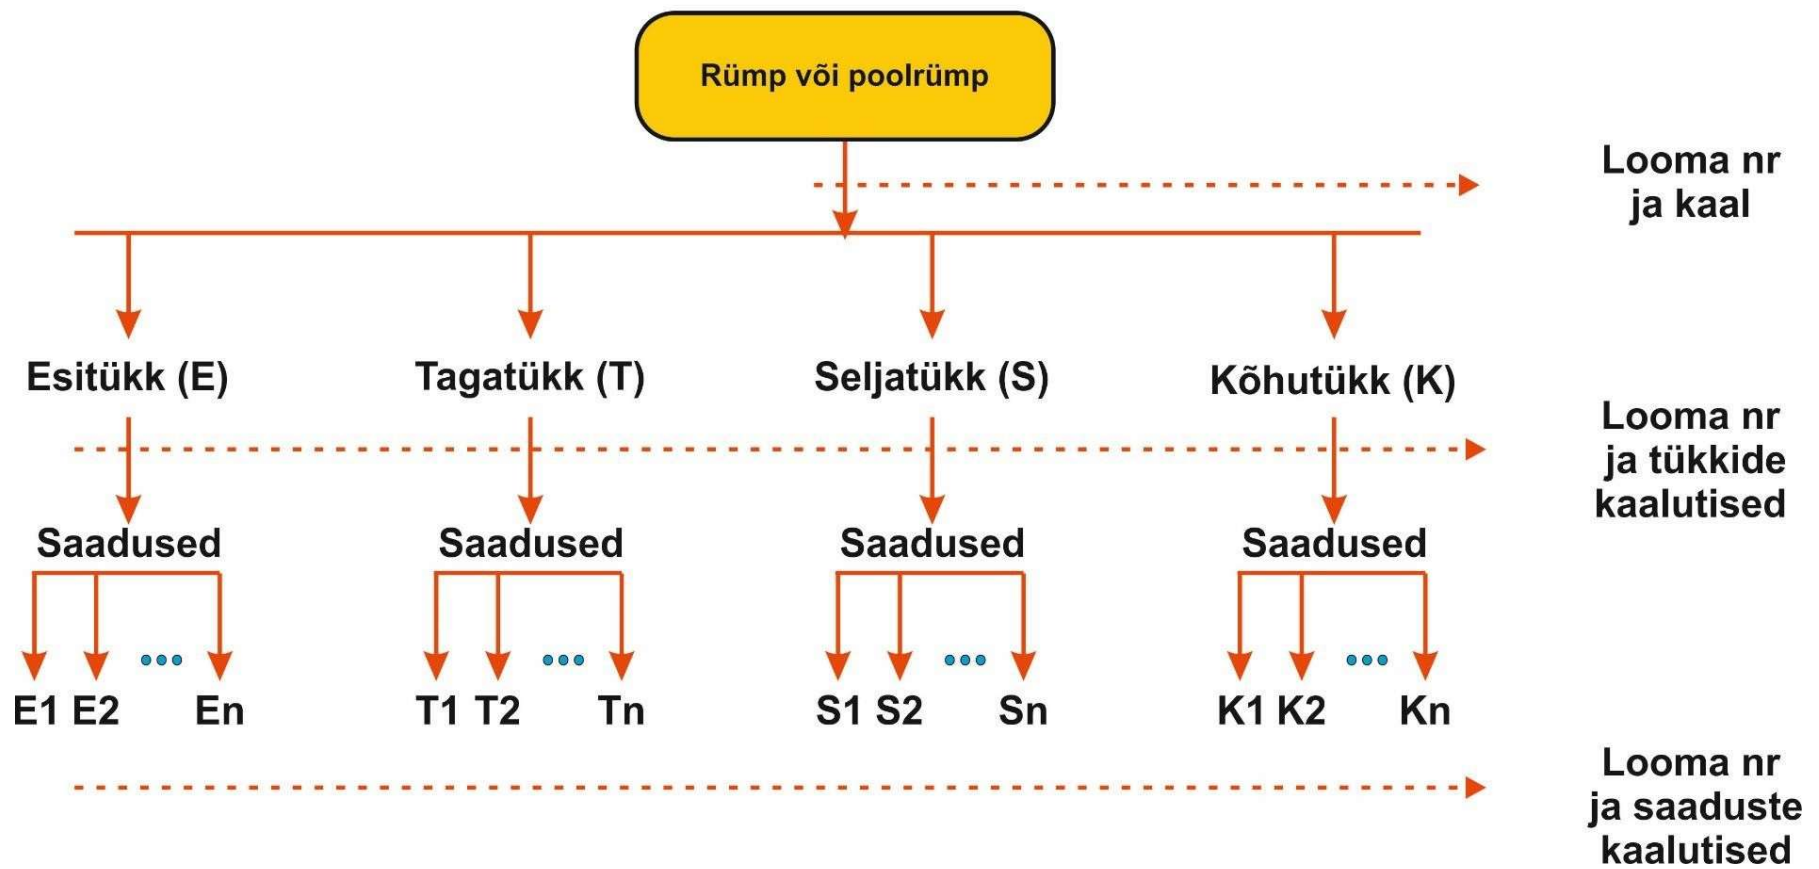 Rümp või poolrümp
Looma nr
ja kaal
Esitükk (E)
Tagatükk (T)
Seljatükk (S)
Kõhutükk (K)
Looma nr
ja tükkide
kaalutised
Saadused
Saadused
Saadused
Saadused
E1 E2 En
T1 T2 Tn
S1 S2 Sn
K1 K2 Kn
Looma nr
ja saaduste
kaalutised